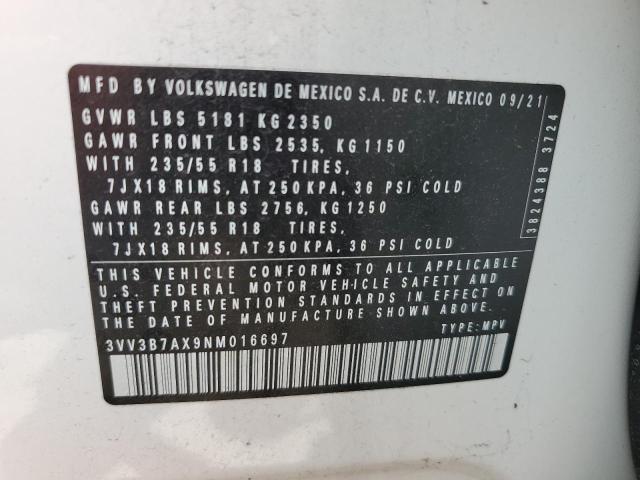 MFD BY VOLKSWAGEN DE MEXICO S.A. DE C.V. MEXICO 09/21
GVWR LBS 5181 KG 2350
GAWR FRONT LBS 2535, KG 1150
WITH 235/55 R18 TIRES,
7JX18 RIMS, AT 250 KPA, 36 PSI COLD
GAWR REAR LBS 2756, KG 1250
WITH 235/55 R18 TIRES,
7JX18 RIMS, AT 250 KPA, 36 PSI COLD
THIS VEHICLE CONFORMS TO ALL APPLICABLE
U.S. FEDERAL MOTOR VEHICLE SAFETY AND
THEFT PREVENTION STANDARDS IN EFFECT ON
THE DATE OF MANUFACTURE SHOWN ABOVE.
3VV3B7AX9NM016697 TYPE: MPV
3824388 3724